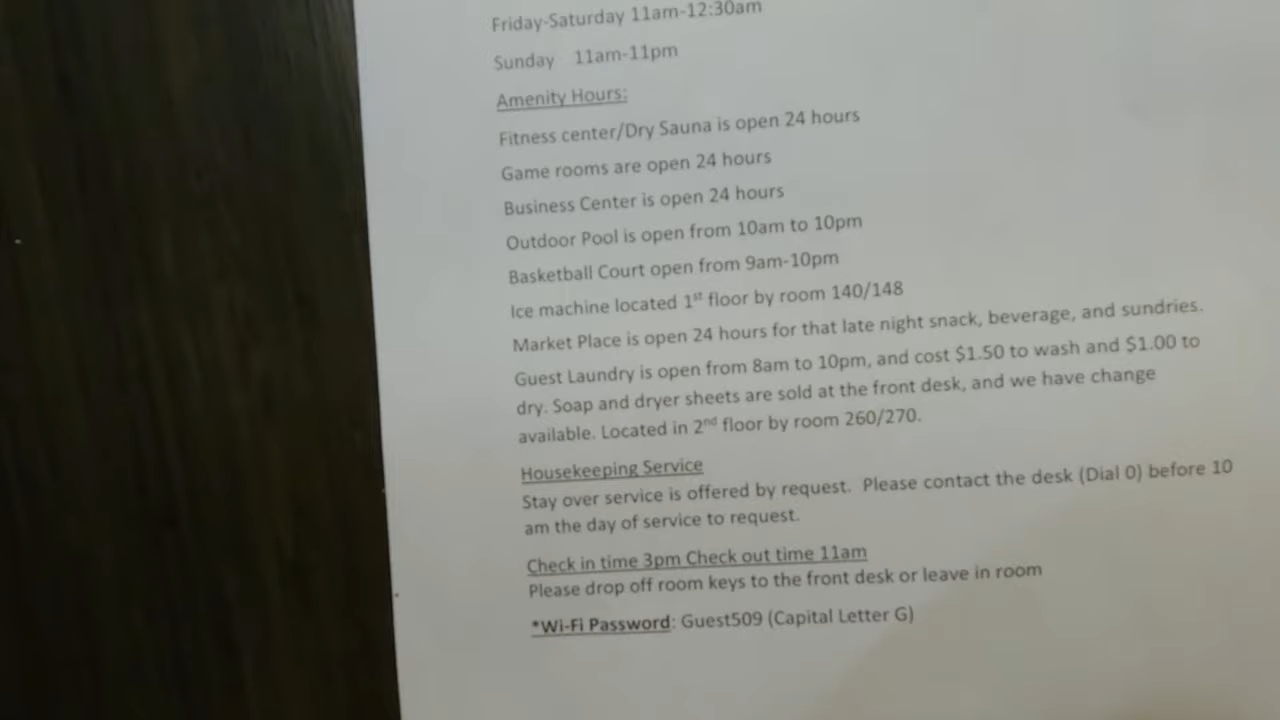 Friday-Saturday 11am-12:30am
Sunday 11am-11pm
Amenity Hours:
Fitness center/Dry Sauna is open 24 hours
Game rooms are open 24 hours
Business Center is open 24 hours
Outdoor Pool is open from 10am to 10pm
Basketball Court open from 9am-10pm
Ice machine located 1st floor by room 140/148
Market Place is open 24 hours for that late night snack, beverage, and sundries.
Guest Laundry is open from 8am to 10pm, and cost $1.50 to wash and $1.00 to
dry. Soap and dryer sheets are sold at the front desk, and we have change
available. Located in 2nd floor by room 260/270.
Housekeeping Service
Stay over service is offered by request. Please contact the desk (Dial 0) before 10
am the day of service to request.
Check in time 3pm Check out time 11am
Please drop off room keys to the front desk or leave in room
*Wi-Fi Password: Guest509 (Capital Letter G)